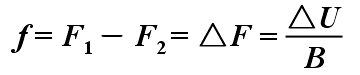 f = F₁ − F₂ = △F = △U / B